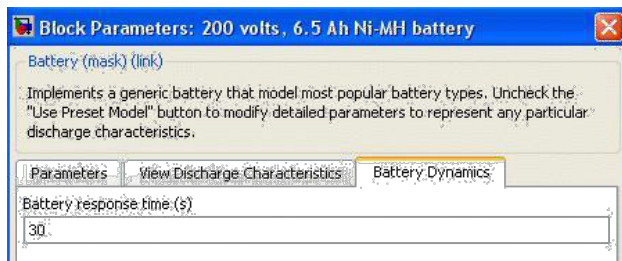 Block Parameters: 200 volts, 6.5 Ah Ni-MH battery
Battery (mask) (link)
Implements a generic battery that model most popular battery types. Uncheck the
"Use Preset Model" button to modify detailed parameters to represent any particular
discharge characteristics.
Parameters View Discharge Characteristics Battery Dynamics
Battery response time (s)
30